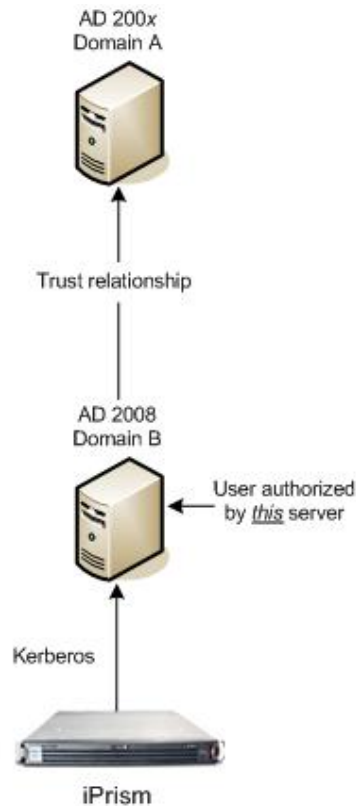 AD 200x
Domain A
Trust relationship
AD 2008
Domain B
User authorized
by this server
Kerberos
iPrism